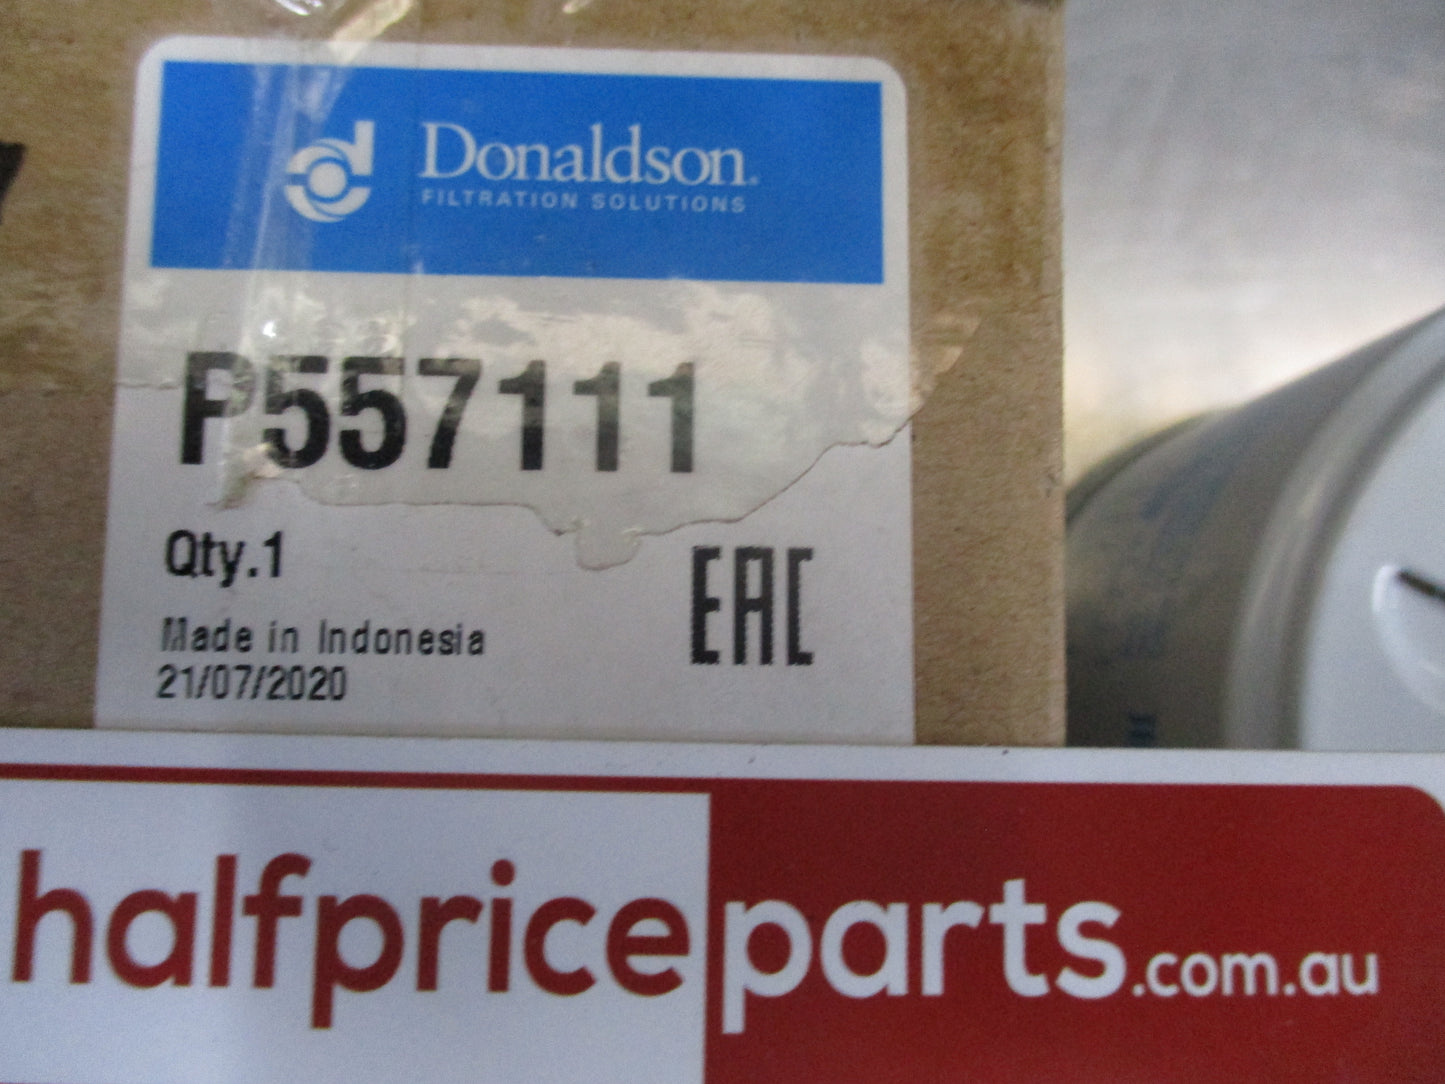 Donaldson.
FILTRATION SOLUTIONS
P557111
Qty.1
EAC
Made in Indonesia
21/07/2020
halfpriceparts.com.au